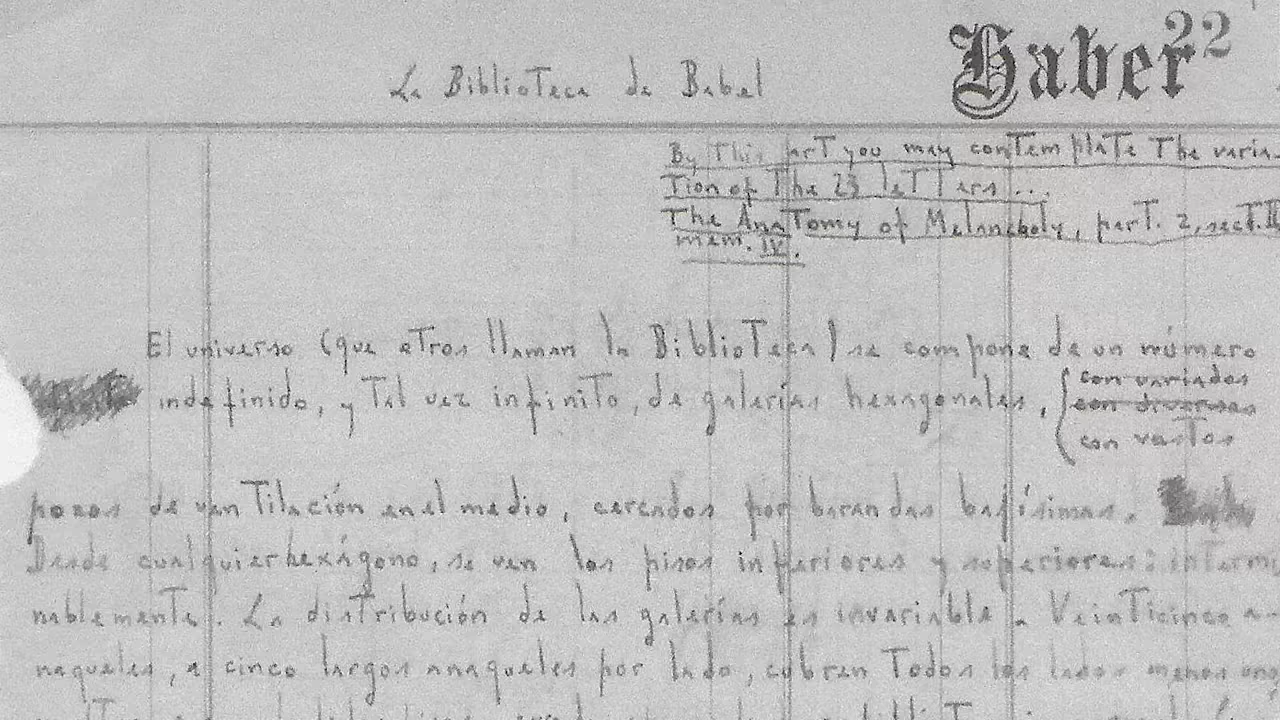 Haber 22
La Biblioteca de Babel
By this art you may contemplate the varia-
tion of the 23 letters ...
The Anatomy of Melancholy, part. 2, sect. II
mem. IV.
El universo (que otros llaman la Biblioteca) se compone de un número
indefinido, y tal vez infinito, de galerías hexagonales,
con variados
con diversos
con vastos
pozos de ventilación en el medio, cercados por barandas bajísimas.
Desde cualquier hexágono, se ven los pisos inferiores y superiores: intermi
nablemente. La distribución de las galerías es invariable. Veinticinco a-
naqueles, a cinco largos anaqueles por lado, cubren todos los lados menos uno